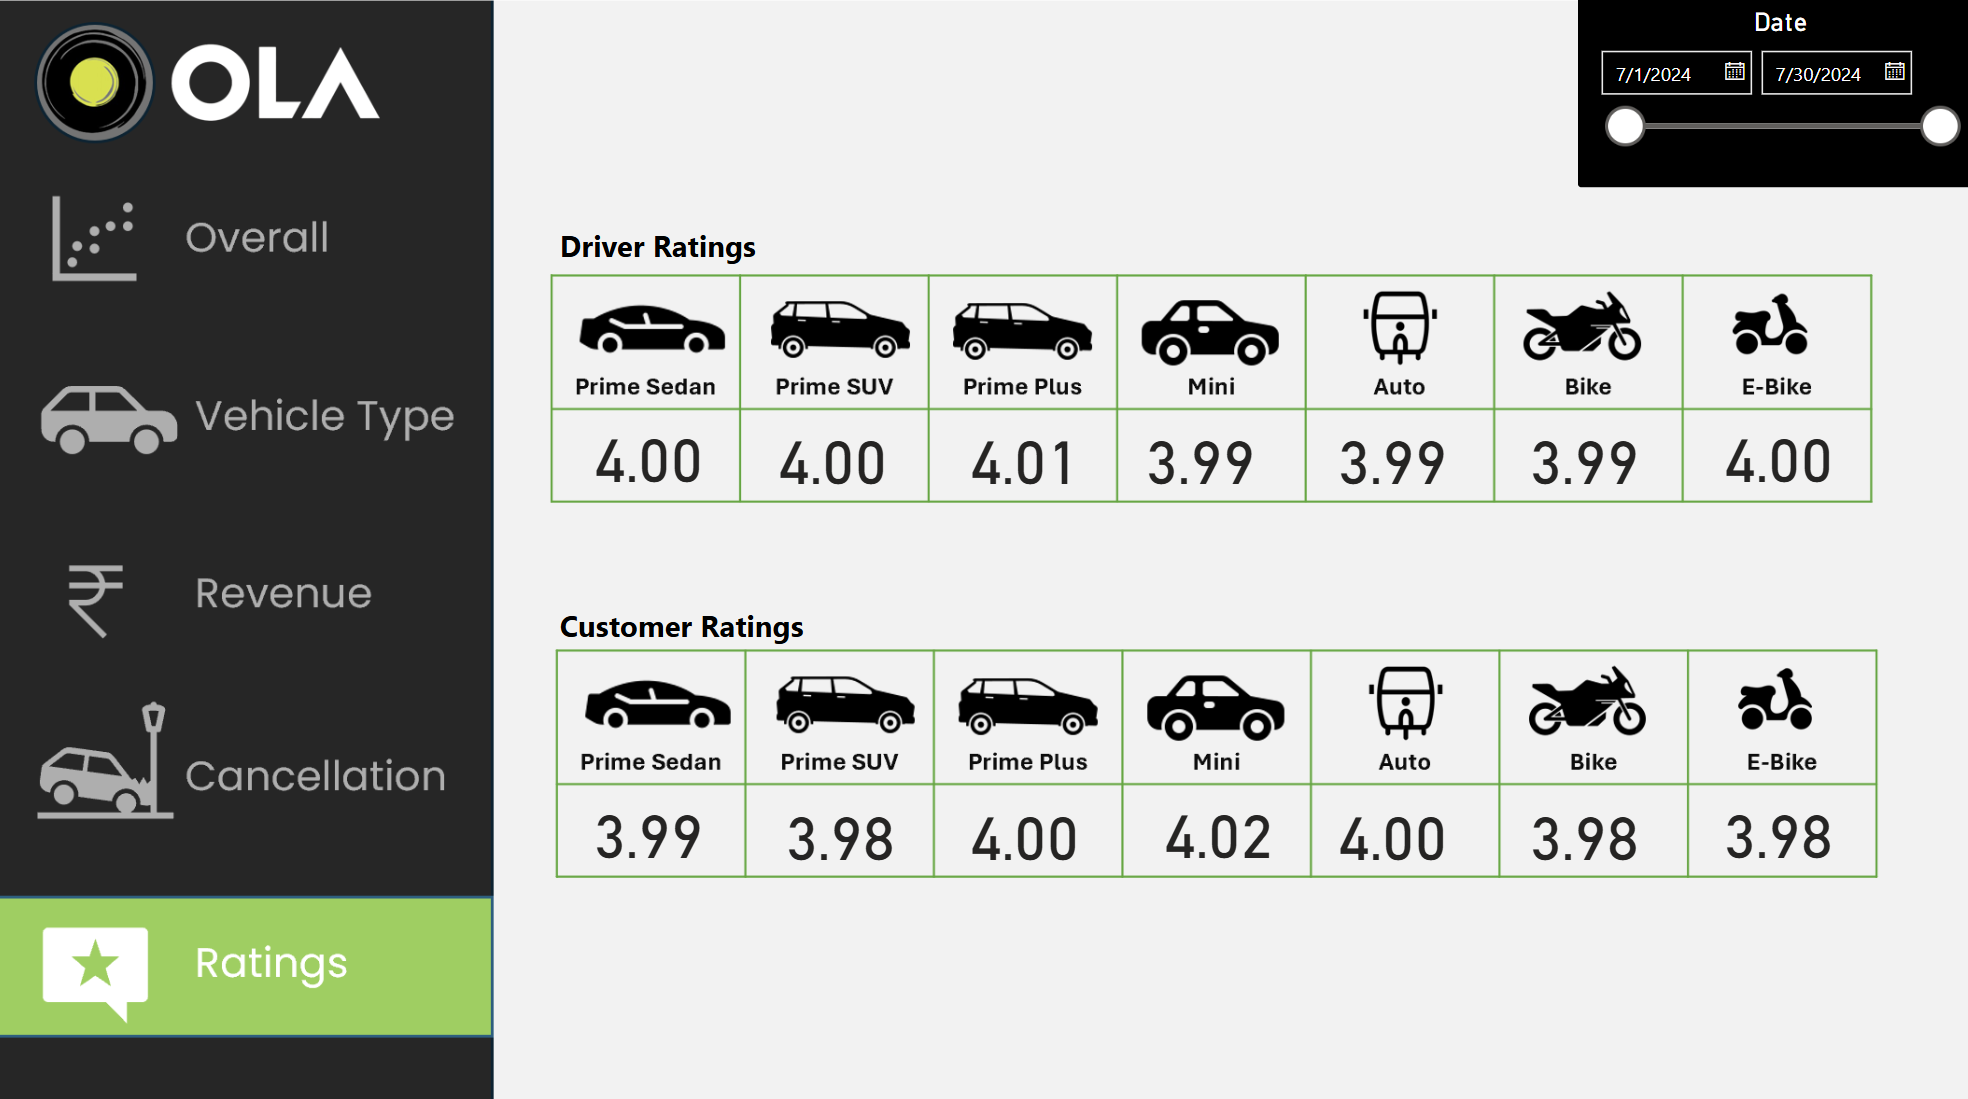 OLA
Overall
Vehicle Type
Revenue
Cancellation
Ratings
Date
7/1/2024 7/30/2024
Driver Ratings
Prime Sedan Prime SUV Prime Plus Mini Auto Bike E-Bike
4.00 4.00 4.01 3.99 3.99 3.99 4.00
Customer Ratings
Prime Sedan Prime SUV Prime Plus Mini Auto Bike E-Bike
3.99 3.98 4.00 4.02 4.00 3.98 3.98